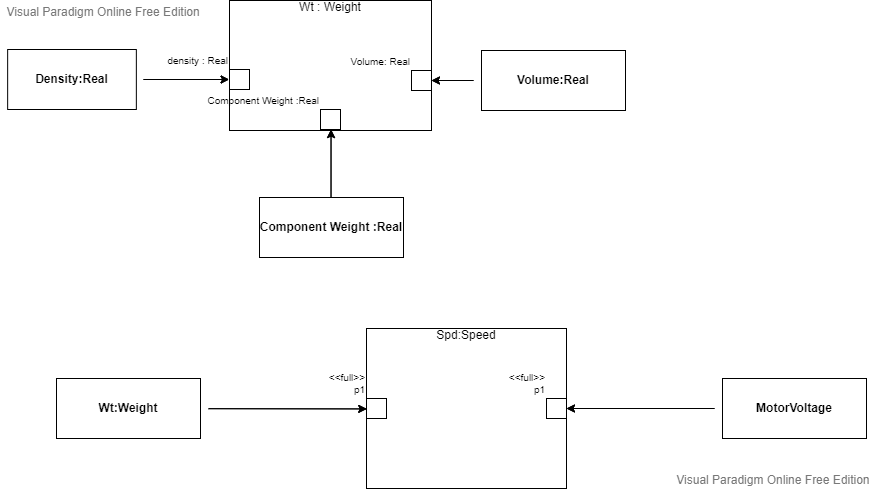 Visual Paradigm Online Free Edition
Wt : Weight
density : Real
Volume: Real
Density:Real
Volume:Real
Component Weight :Real
Component Weight :Real
Spd:Speed
<<full>>
p1
<<full>>
p1
Wt:Weight
MotorVoltage
Visual Paradigm Online Free Edition